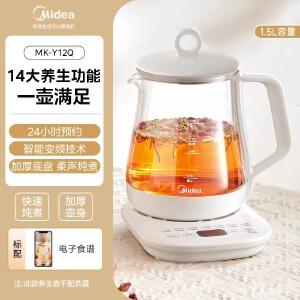 Midea
MK-Y12Q
1.5L容量
14大养生功能
一壶满足
24小时预约
智能变频技术
加厚底盘 柔声炖煮
快速
炖煮
加厚
壶身
标配
电子食谱
Midea
注:此款养生壶不配茶漏